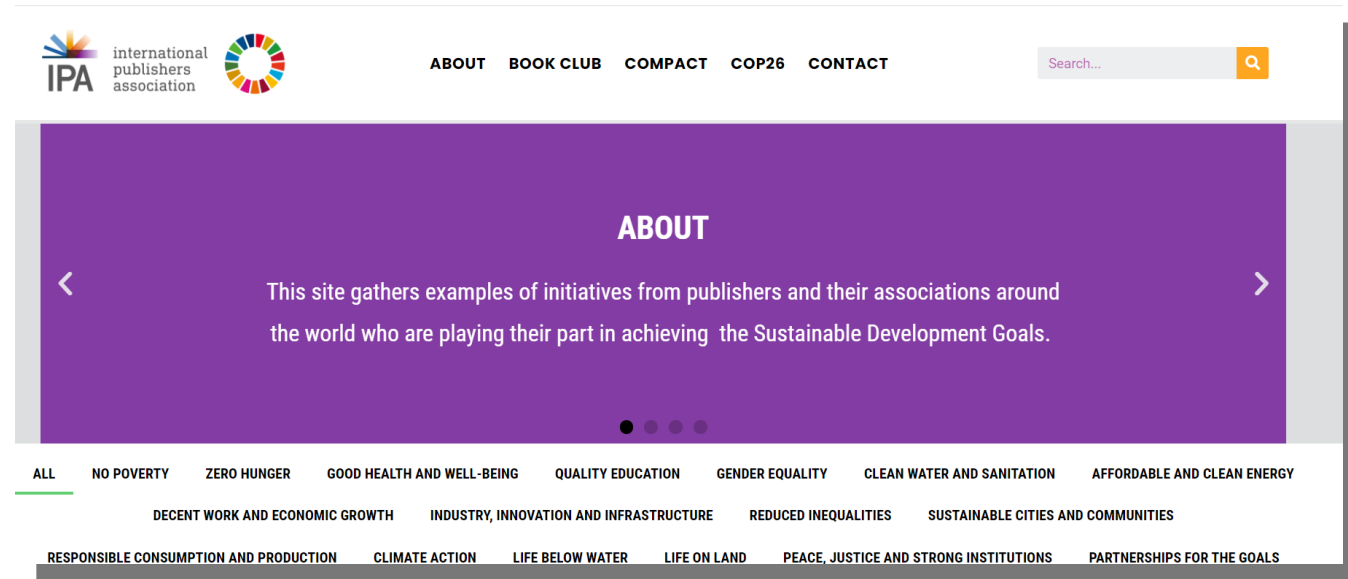 IPA
international
publishers
association
ABOUT BOOK CLUB COMPACT COP26 CONTACT
Search...
ABOUT
This site gathers examples of initiatives from publishers and their associations around
the world who are playing their part in achieving the Sustainable Development Goals.
ALL NO POVERTY ZERO HUNGER GOOD HEALTH AND WELL-BEING QUALITY EDUCATION GENDER EQUALITY CLEAN WATER AND SANITATION AFFORDABLE AND CLEAN ENERGY
DECENT WORK AND ECONOMIC GROWTH INDUSTRY, INNOVATION AND INFRASTRUCTURE REDUCED INEQUALITIES SUSTAINABLE CITIES AND COMMUNITIES
RESPONSIBLE CONSUMPTION AND PRODUCTION CLIMATE ACTION LIFE BELOW WATER LIFE ON LAND PEACE, JUSTICE AND STRONG INSTITUTIONS PARTNERSHIPS FOR THE GOALS